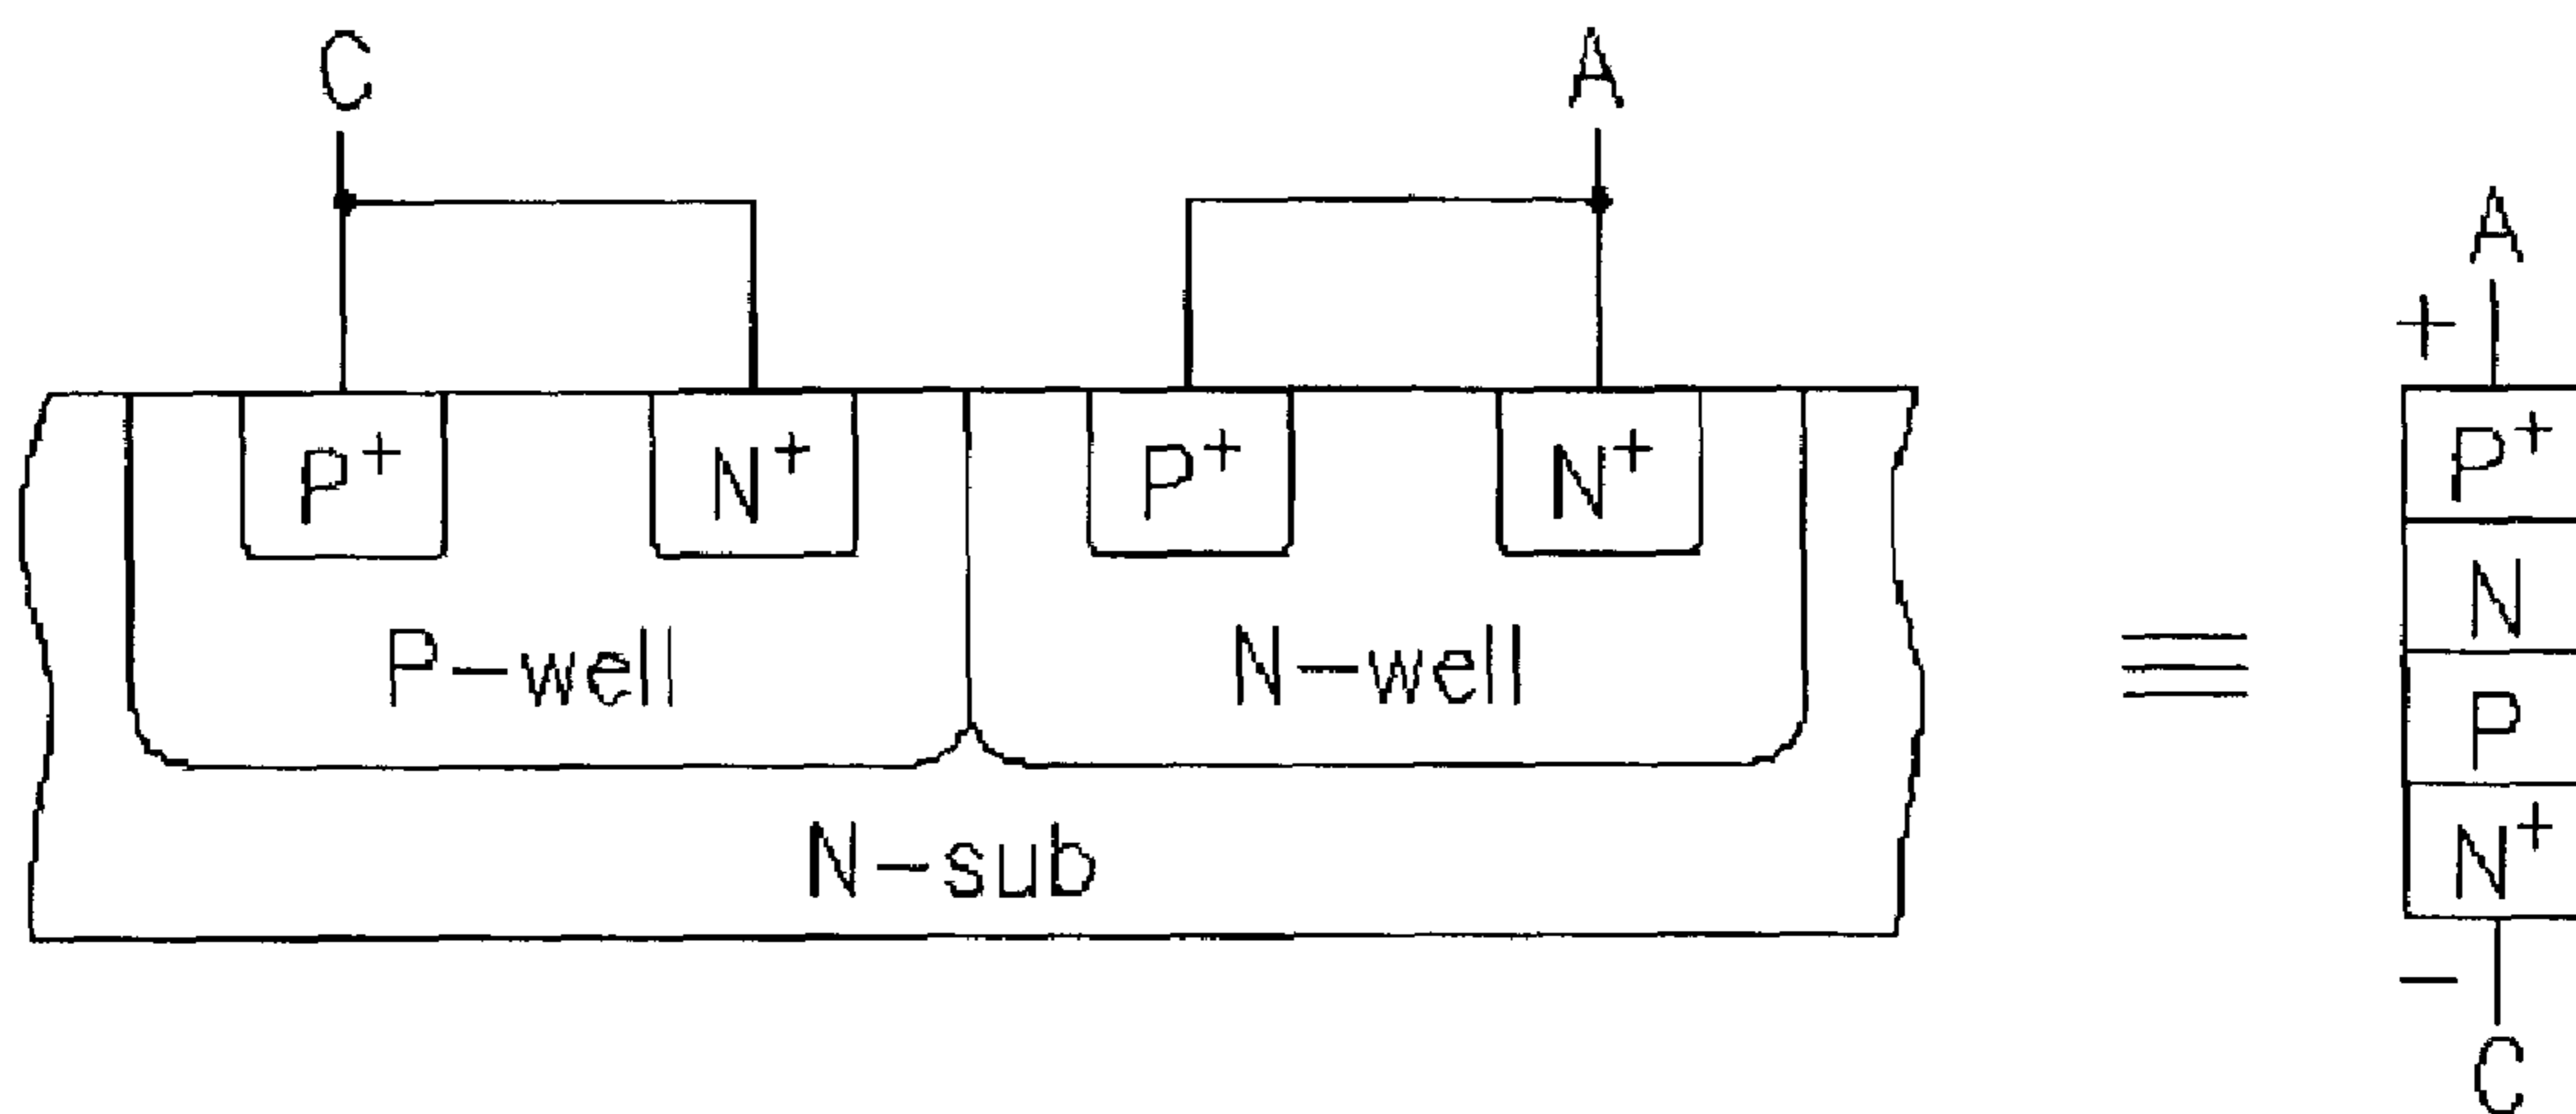 C
A
P+
N+
P+
N+
P-well
N-well
N-sub
≡
A
+
P+
N
P
N+
−
C